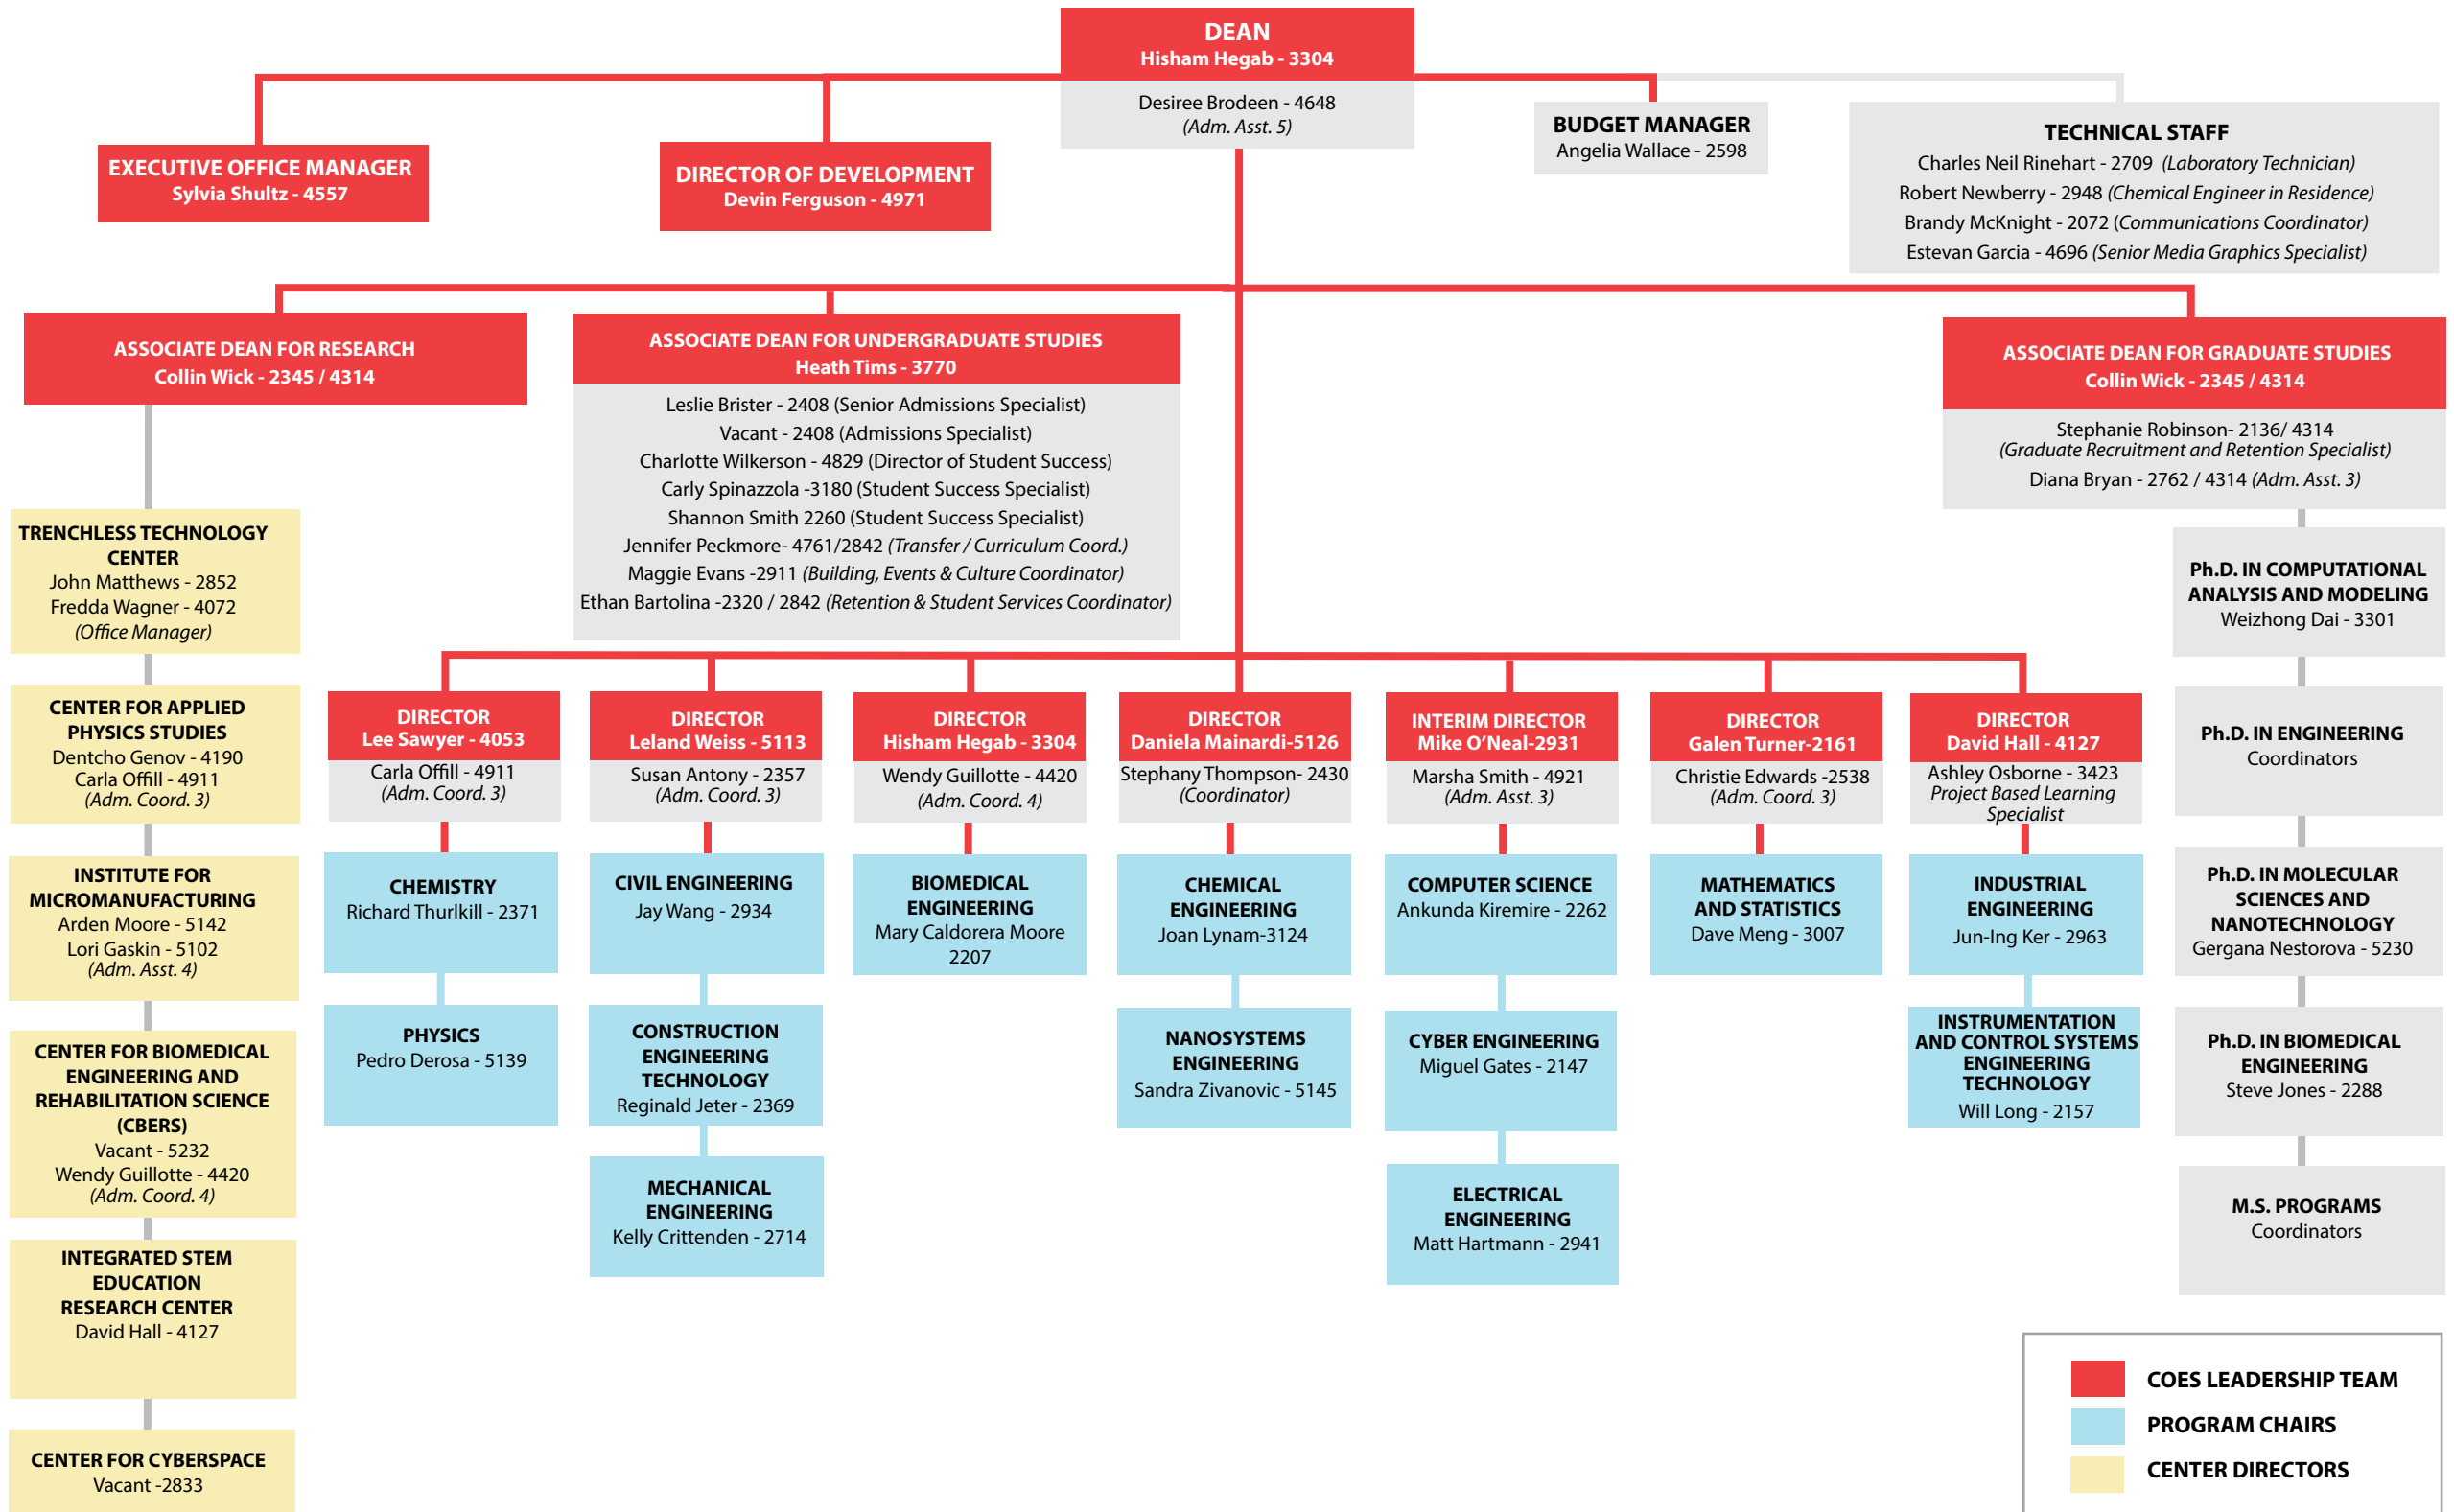 DEAN
Hisham Hegab - 3304
Desiree Brodeen - 4648
(Adm. Asst. 5)
EXECUTIVE OFFICE MANAGER
Sylvia Shultz - 4557
DIRECTOR OF DEVELOPMENT
Devin Ferguson - 4971
BUDGET MANAGER
Angelia Wallace - 2598
TECHNICAL STAFF
Charles Neil Rinehart - 2709 (Laboratory Technician)
Robert Newberry - 2948 (Chemical Engineer in Residence)
Brandy McKnight - 2072 (Communications Coordinator)
Estevan Garcia - 4696 (Senior Media Graphics Specialist)
ASSOCIATE DEAN FOR RESEARCH
Collin Wick - 2345 / 4314
ASSOCIATE DEAN FOR UNDERGRADUATE STUDIES
Heath Tims - 3770
Leslie Brister - 2408 (Senior Admissions Specialist)
Vacant - 2408 (Admissions Specialist)
Charlotte Wilkerson - 4829 (Director of Student Success)
Carly Spinazzola -3180 (Student Success Specialist)
Shannon Smith 2260 (Student Success Specialist)
Jennifer Peckmore- 4761/2842 (Transfer / Curriculum Coord.)
Maggie Evans -2911 (Building, Events & Culture Coordinator)
Ethan Bartolina -2320 / 2842 (Retention & Student Services Coordinator)
ASSOCIATE DEAN FOR GRADUATE STUDIES
Collin Wick - 2345 / 4314
Stephanie Robinson- 2136/ 4314
(Graduate Recruitment and Retention Specialist)
Diana Bryan - 2762 / 4314 (Adm. Asst. 3)
TRENCHLESS TECHNOLOGY
CENTER
John Matthews - 2852
Fredda Wagner - 4072
(Office Manager)
CENTER FOR APPLIED
PHYSICS STUDIES
Dentcho Genov - 4190
Carla Offill - 4911
(Adm. Coord. 3)
INSTITUTE FOR
MICROMANUFACTURING
Arden Moore - 5142
Lori Gaskin - 5102
(Adm. Asst. 4)
CENTER FOR BIOMEDICAL
ENGINEERING AND
REHABILITATION SCIENCE
(CBERS)
Vacant - 5232
Wendy Guillotte - 4420
(Adm. Coord. 4)
INTEGRATED STEM
EDUCATION
RESEARCH CENTER
David Hall - 4127
CENTER FOR CYBERSPACE
Vacant -2833
DIRECTOR
Lee Sawyer - 4053
Carla Offill - 4911
(Adm. Coord. 3)
CHEMISTRY
Richard Thurlkill - 2371
PHYSICS
Pedro Derosa - 5139
DIRECTOR
Leland Weiss - 5113
Susan Antony - 2357
(Adm. Coord. 3)
CIVIL ENGINEERING
Jay Wang - 2934
CONSTRUCTION
ENGINEERING
TECHNOLOGY
Reginald Jeter - 2369
MECHANICAL
ENGINEERING
Kelly Crittenden - 2714
DIRECTOR
Hisham Hegab - 3304
Wendy Guillotte - 4420
(Adm. Coord. 4)
BIOMEDICAL
ENGINEERING
Mary Caldorera Moore
2207
DIRECTOR
Daniela Mainardi-5126
Stephany Thompson- 2430
(Coordinator)
CHEMICAL
ENGINEERING
Joan Lynam-3124
NANOSYSTEMS
ENGINEERING
Sandra Zivanovic - 5145
INTERIM DIRECTOR
Mike O’Neal-2931
Marsha Smith - 4921
(Adm. Asst. 3)
COMPUTER SCIENCE
Ankunda Kiremire - 2262
CYBER ENGINEERING
Miguel Gates - 2147
ELECTRICAL
ENGINEERING
Matt Hartmann - 2941
DIRECTOR
Galen Turner-2161
Christie Edwards -2538
(Adm. Coord. 3)
MATHEMATICS
AND STATISTICS
Dave Meng - 3007
DIRECTOR
David Hall - 4127
Ashley Osborne - 3423
Project Based Learning
Specialist
INDUSTRIAL
ENGINEERING
Jun-Ing Ker - 2963
INSTRUMENTATION
AND CONTROL SYSTEMS
ENGINEERING
TECHNOLOGY
Will Long - 2157
Ph.D. IN COMPUTATIONAL
ANALYSIS AND MODELING
Weizhong Dai - 3301
Ph.D. IN ENGINEERING
Coordinators
Ph.D. IN MOLECULAR
SCIENCES AND
NANOTECHNOLOGY
Gergana Nestorova - 5230
Ph.D. IN BIOMEDICAL
ENGINEERING
Steve Jones - 2288
M.S. PROGRAMS
Coordinators
COES LEADERSHIP TEAM
PROGRAM CHAIRS
CENTER DIRECTORS